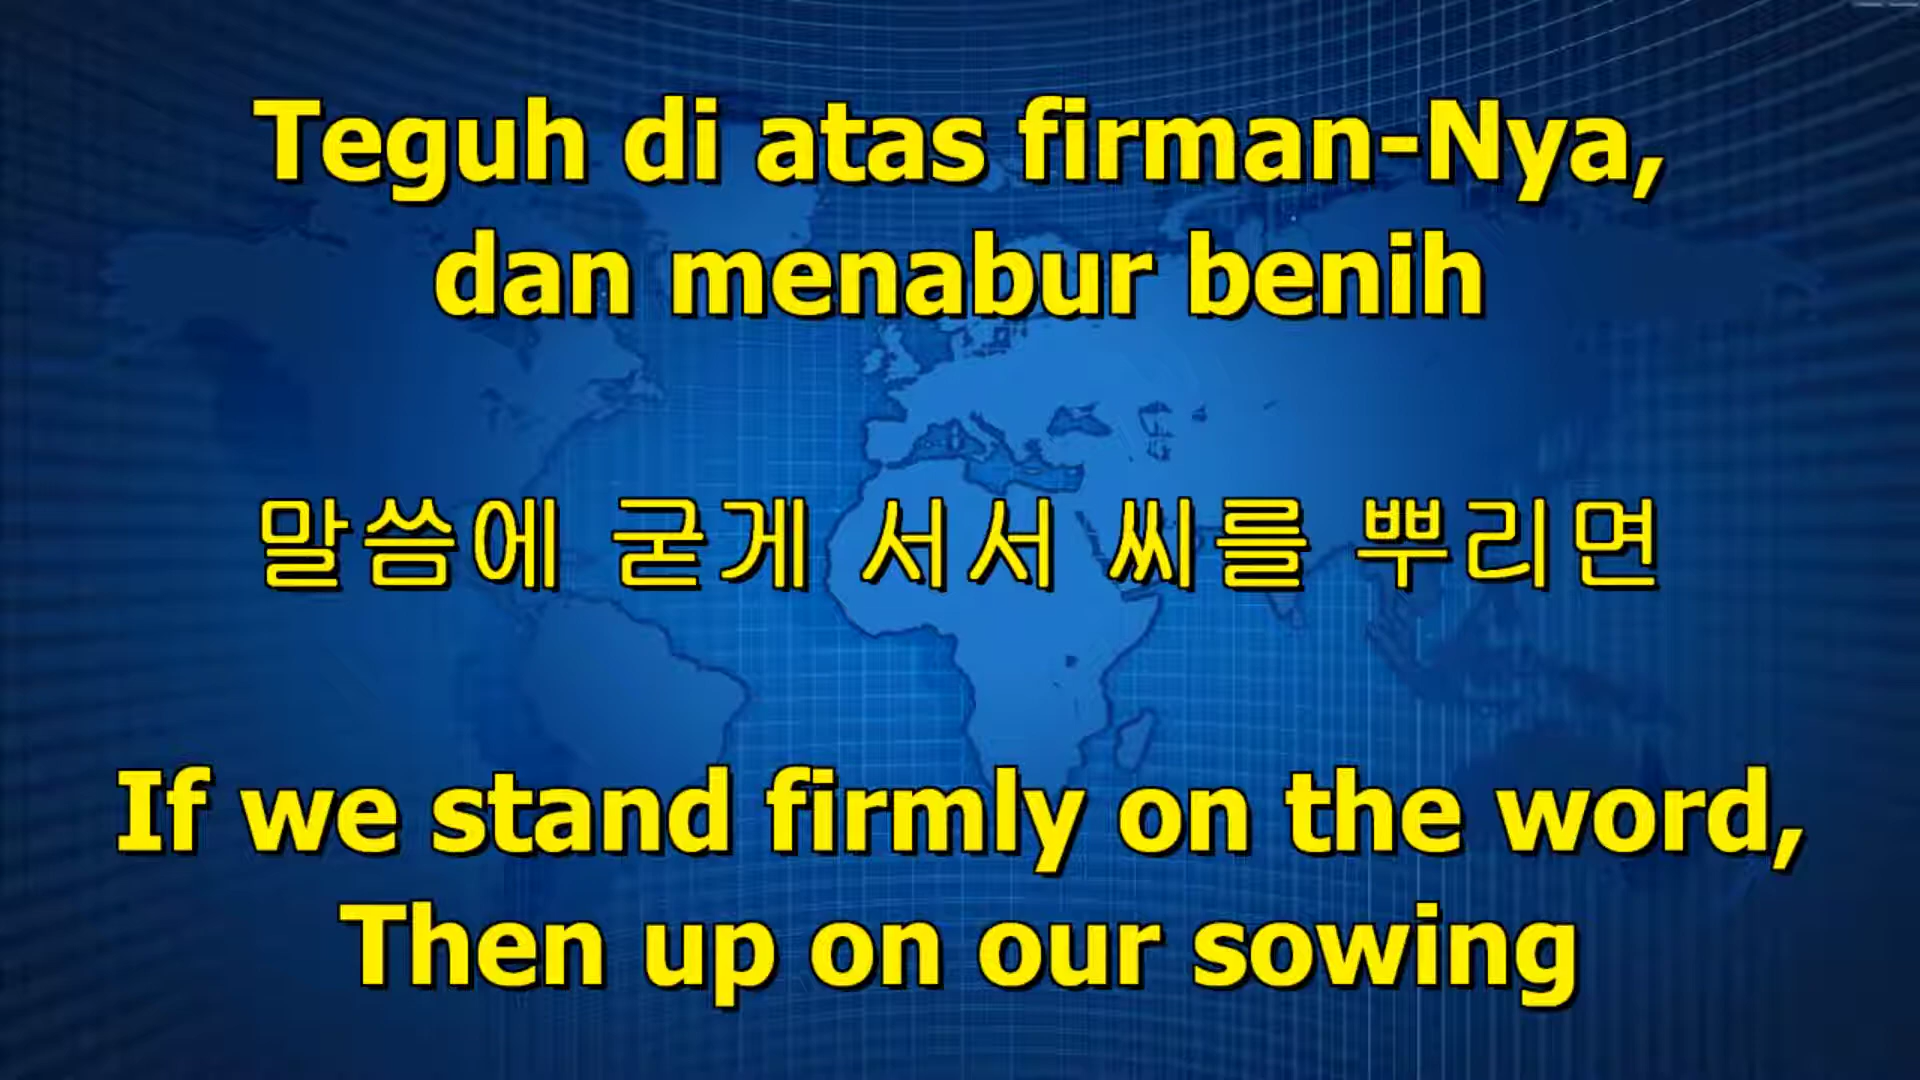 Teguh di atas firman-Nya,
dan menabur benih
말씀에 굳게 서서 씨를 뿌리면
If we stand firmly on the word,
Then up on our sowing